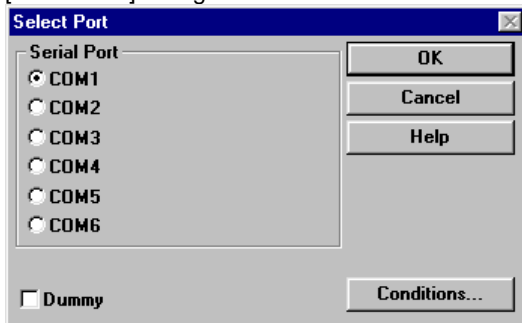 Select Port
Serial Port
COM1
COM2
COM3
COM4
COM5
COM6
OK
Cancel
Help
Dummy
Conditions...